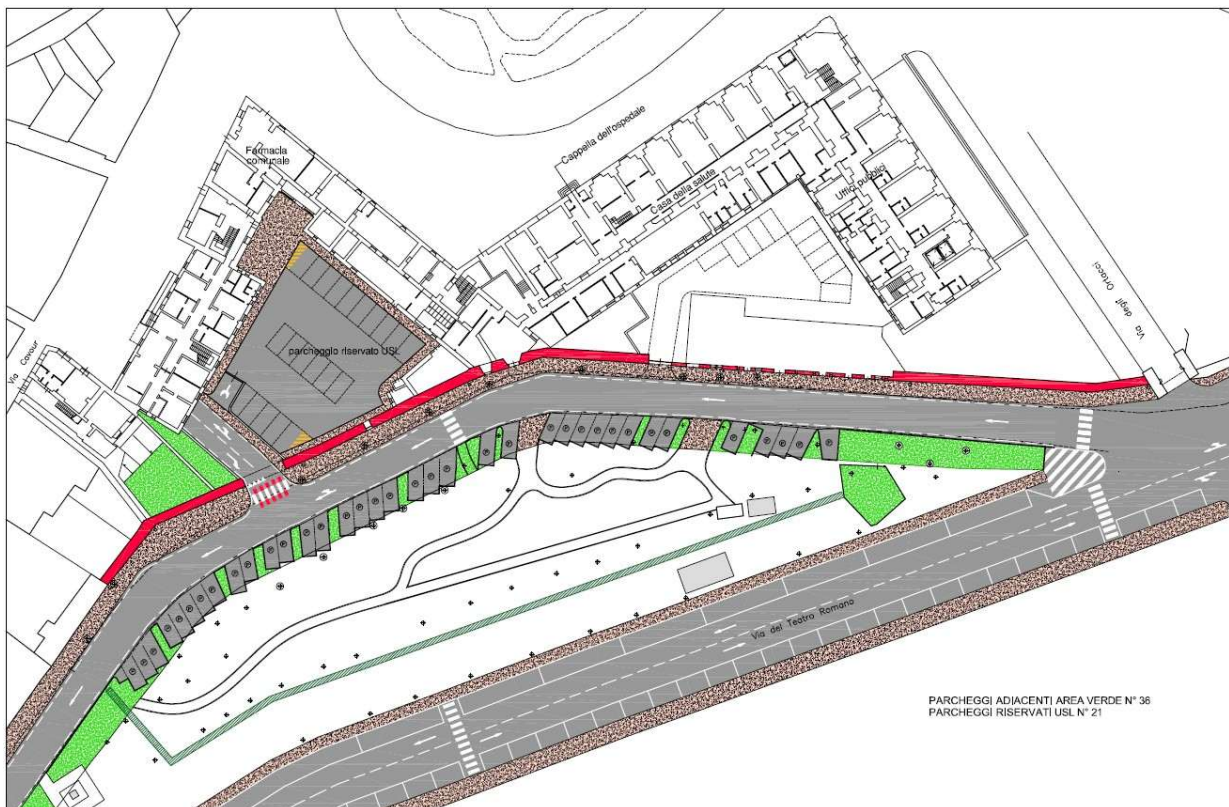 Farmacia
comunale
Cappella dell'ospedale
Casa della salute
Uffici pubblici
Via degli Ortacci
parcheggio riservato USL
Via Cavour
Via del Teatro Romano
PARCHEGGI ADIACENTI AREA VERDE N° 36
PARCHEGGI RISERVATI USL N° 21